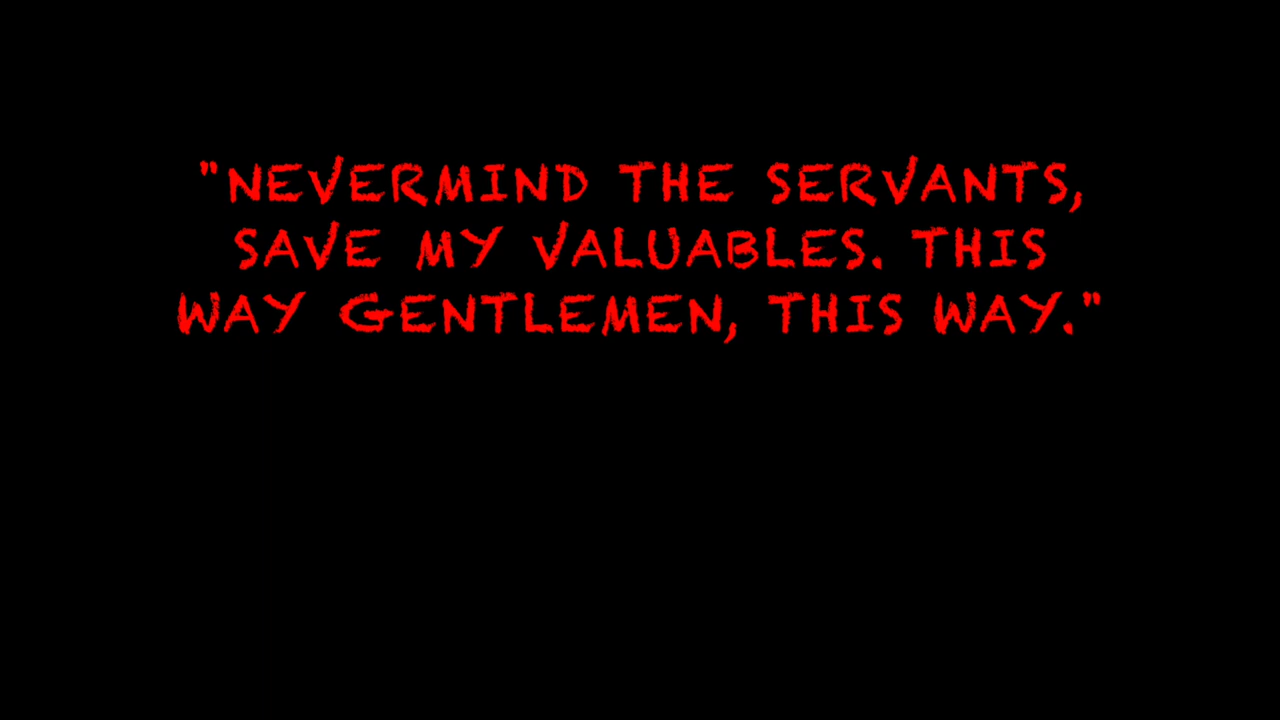 "NEVERMIND THE SERVANTS,
SAVE MY VALUABLES. THIS
WAY GENTLEMEN, THIS WAY."